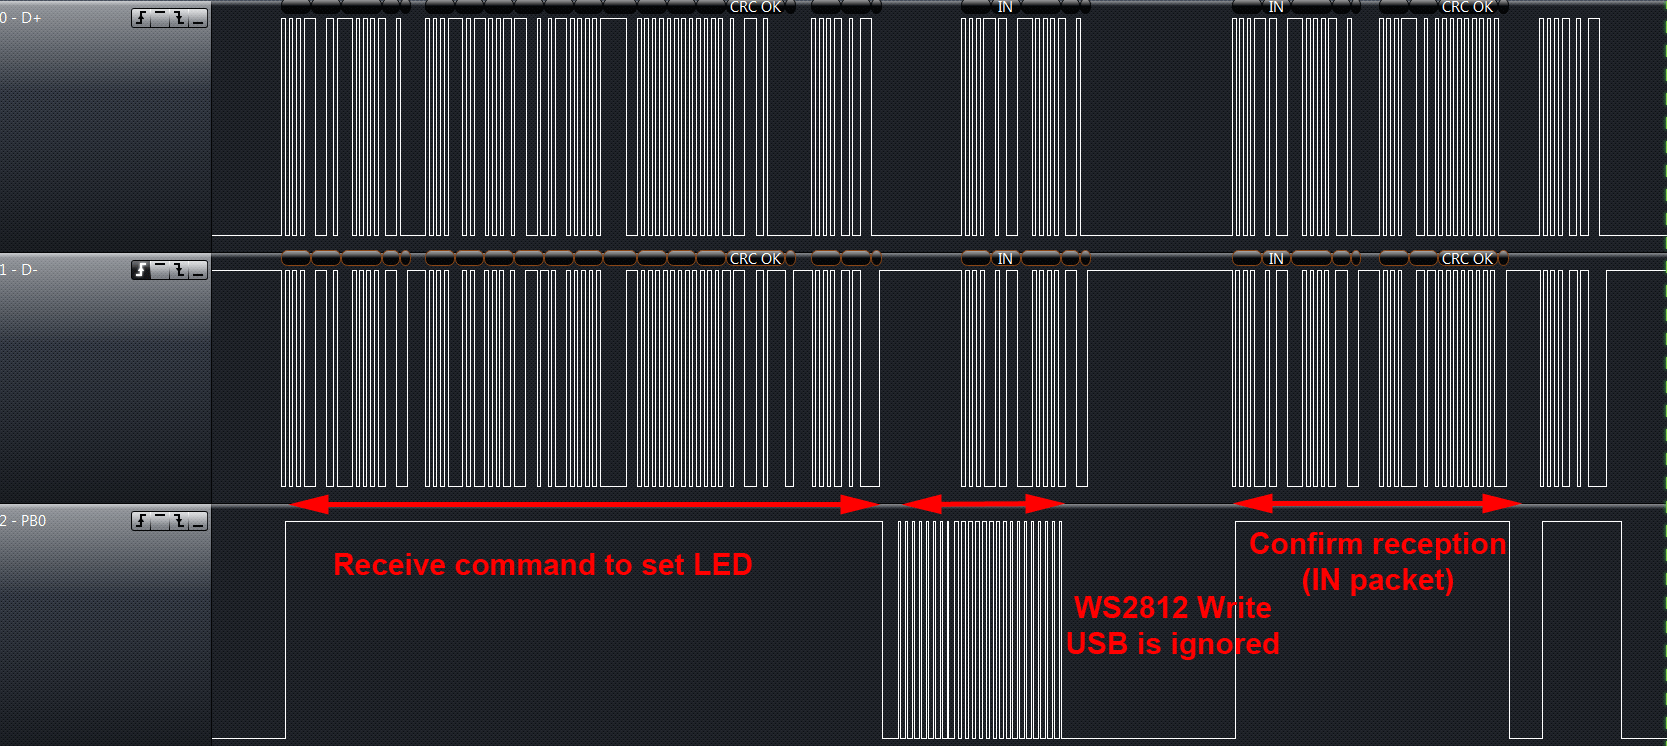 0 - D+
CRC OK
IN
IN
CRC OK
1 - D-
CRC OK
IN
IN
CRC OK
2 - PB0
Receive command to set LED
WS2812 Write
USB is ignored
Confirm reception
(IN packet)